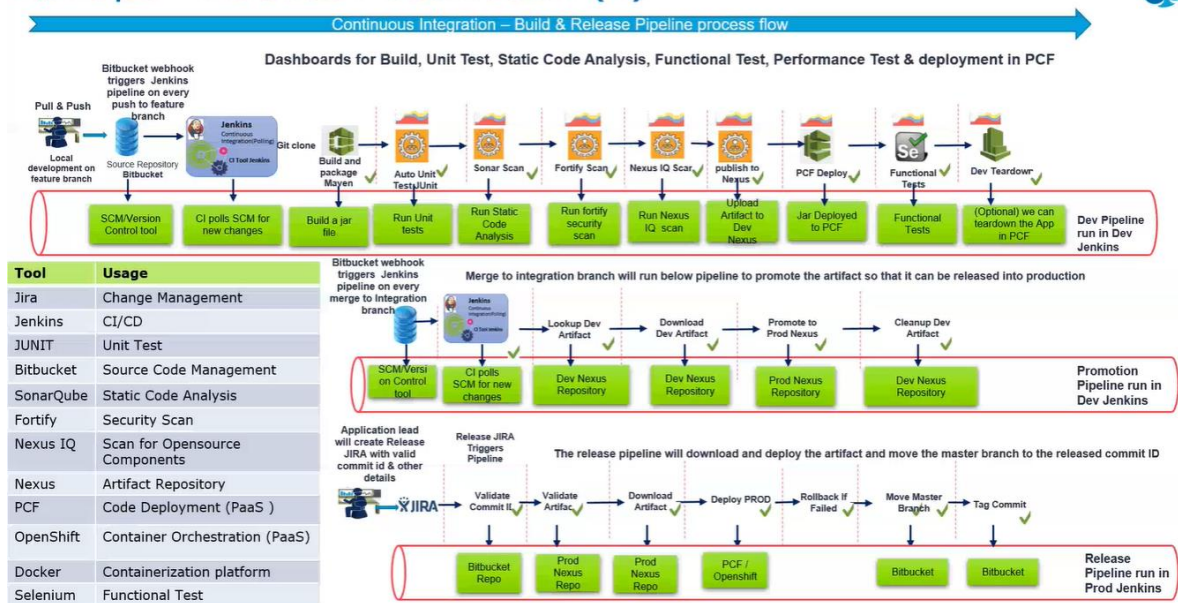 Continuous Integration – Build & Release Pipeline process flow
Dashboards for Build, Unit Test, Static Code Analysis, Functional Test, Performance Test & deployment in PCF
Pull & Push
Local
development on
feature branch
Bitbucket webhook
triggers Jenkins
pipeline on every
push to feature
branch
Source Repository
Bitbucket
Jenkins
Continuous
Integration(Polling)
CI Tool Jenkins
Git clone
Build and
package
Maven
Auto Unit
Test JUnit
Sonar Scan
Fortify Scan
Nexus IQ Scan
publish to
Nexus
PCF Deploy
Se
Functional
Tests
Dev Teardown
SCM/Version
Control tool
CI polls SCM for
new changes
Build a jar
file
Run Unit
tests
Run Static
Code
Analysis
Run fortify
security
scan
Run Nexus
IQ scan
Upload
Artifact to
Dev
Nexus
Jar Deployed
to PCF
Functional
Tests
(Optional) we can
teardown the App
in PCF
Dev Pipeline
run in Dev
Jenkins
Tool Usage
Jira Change Management
Jenkins CI/CD
JUNIT Unit Test
Bitbucket Source Code Management
SonarQube Static Code Analysis
Fortify Security Scan
Nexus IQ Scan for Opensource
Components
Nexus Artifact Repository
PCF Code Deployment (PaaS )
OpenShift Container Orchestration (PaaS)
Docker Containerization platform
Selenium Functional Test
Bitbucket webhook
triggers Jenkins
pipeline on every
merge to Integration
branch
Merge to integration branch will run below pipeline to promote the artifact so that it can be released into production
Jenkins
Continuous
Integration(Polling)
CI Tool Jenkins
Lookup Dev
Artifact
Download
Dev Artifact
Promote to
Prod Nexus
Cleanup Dev
Artifact
SCM/Versi
on Control
tool
CI polls
SCM for new
changes
Dev Nexus
Repository
Dev Nexus
Repository
Prod Nexus
Repository
Dev Nexus
Repository
Promotion
Pipeline run in
Dev Jenkins
Application lead
will create Release
JIRA with valid
commit id & other
details
Release JIRA
Triggers
Pipeline
The release pipeline will download and deploy the artifact and move the master branch to the released commit ID
JIRA
Validate
Commit
Validate
Artifac
Download
Artifact
Deploy PROD
Rollback If
Failed
Move Master
Branch
Tag Commit
Bitbucket
Repo
Prod
Nexus
Repo
Prod
Nexus
Repo
PCF /
Openshift
Bitbucket
Bitbucket
Release
Pipeline run in
Prod Jenkins